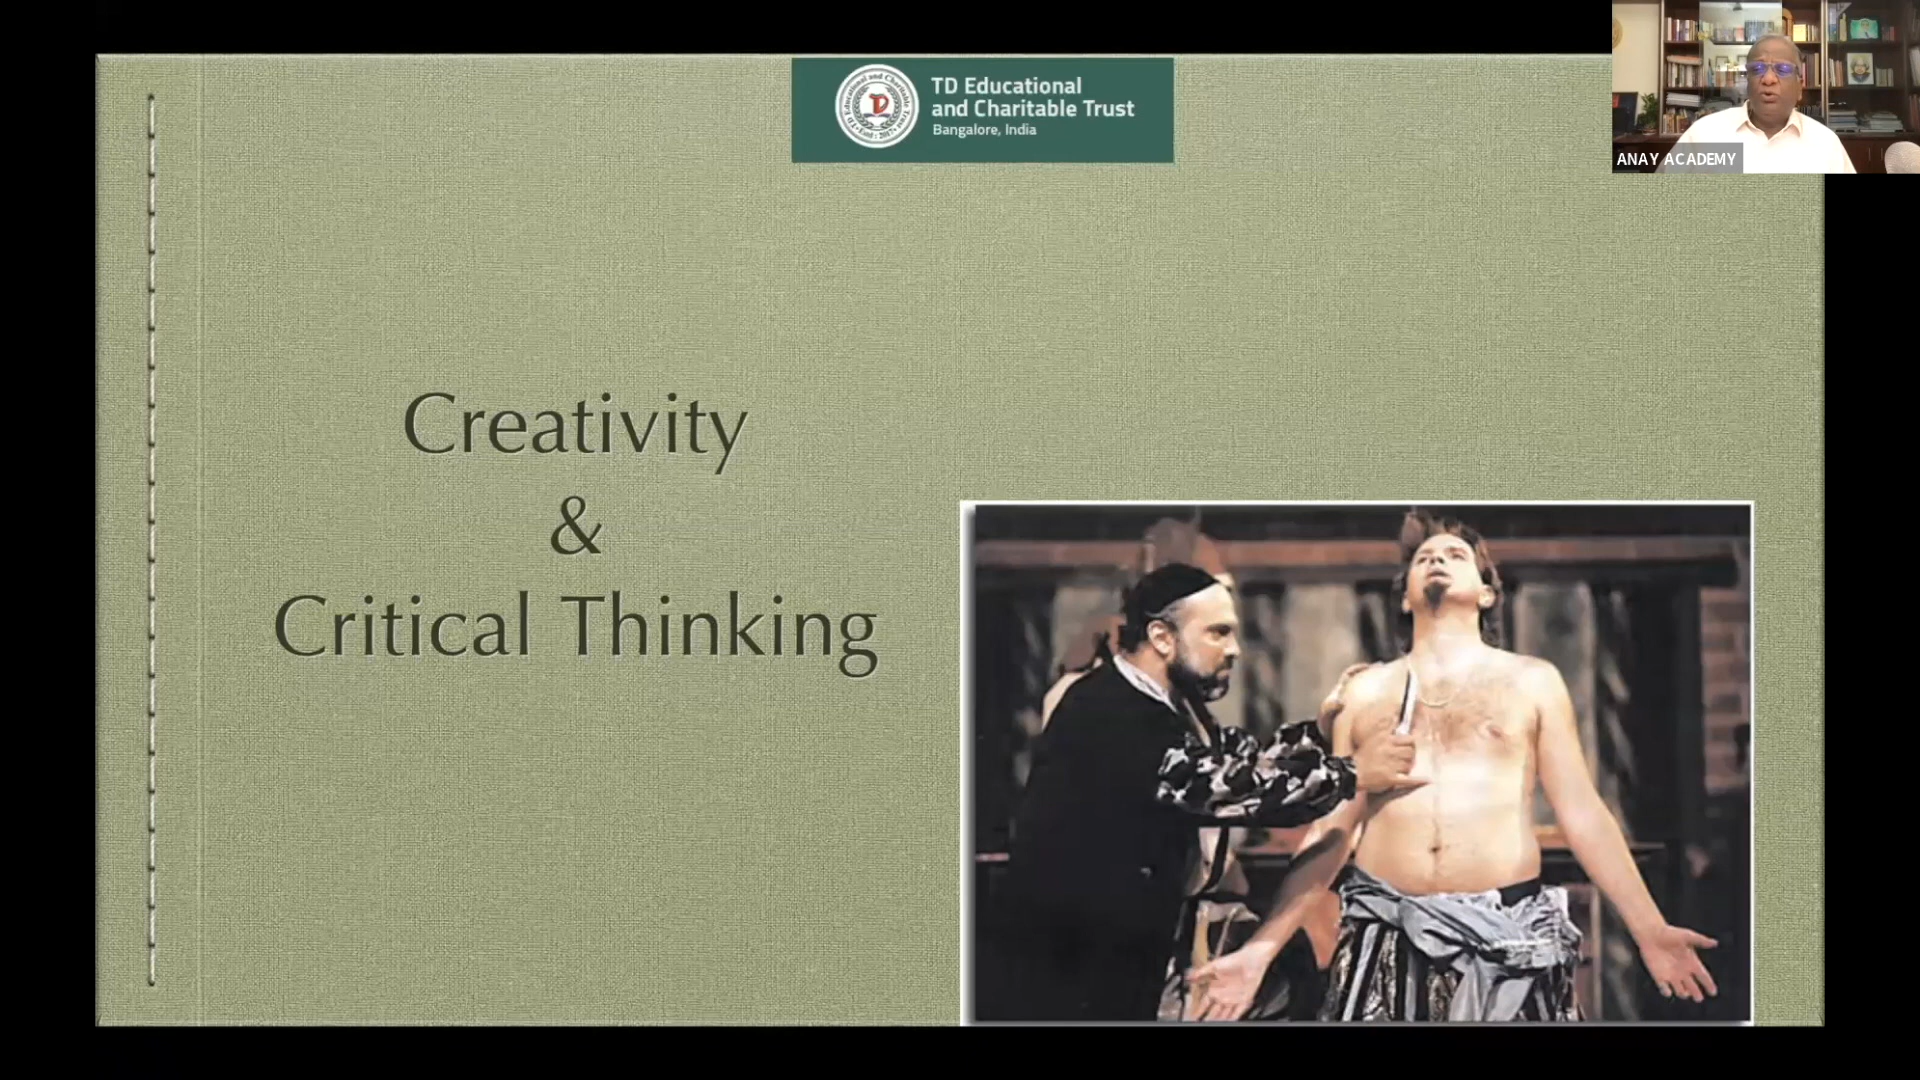 TD Educational
and Charitable Trust
Bangalore, India
ANAY ACADEMY
Creativity
&
Critical Thinking